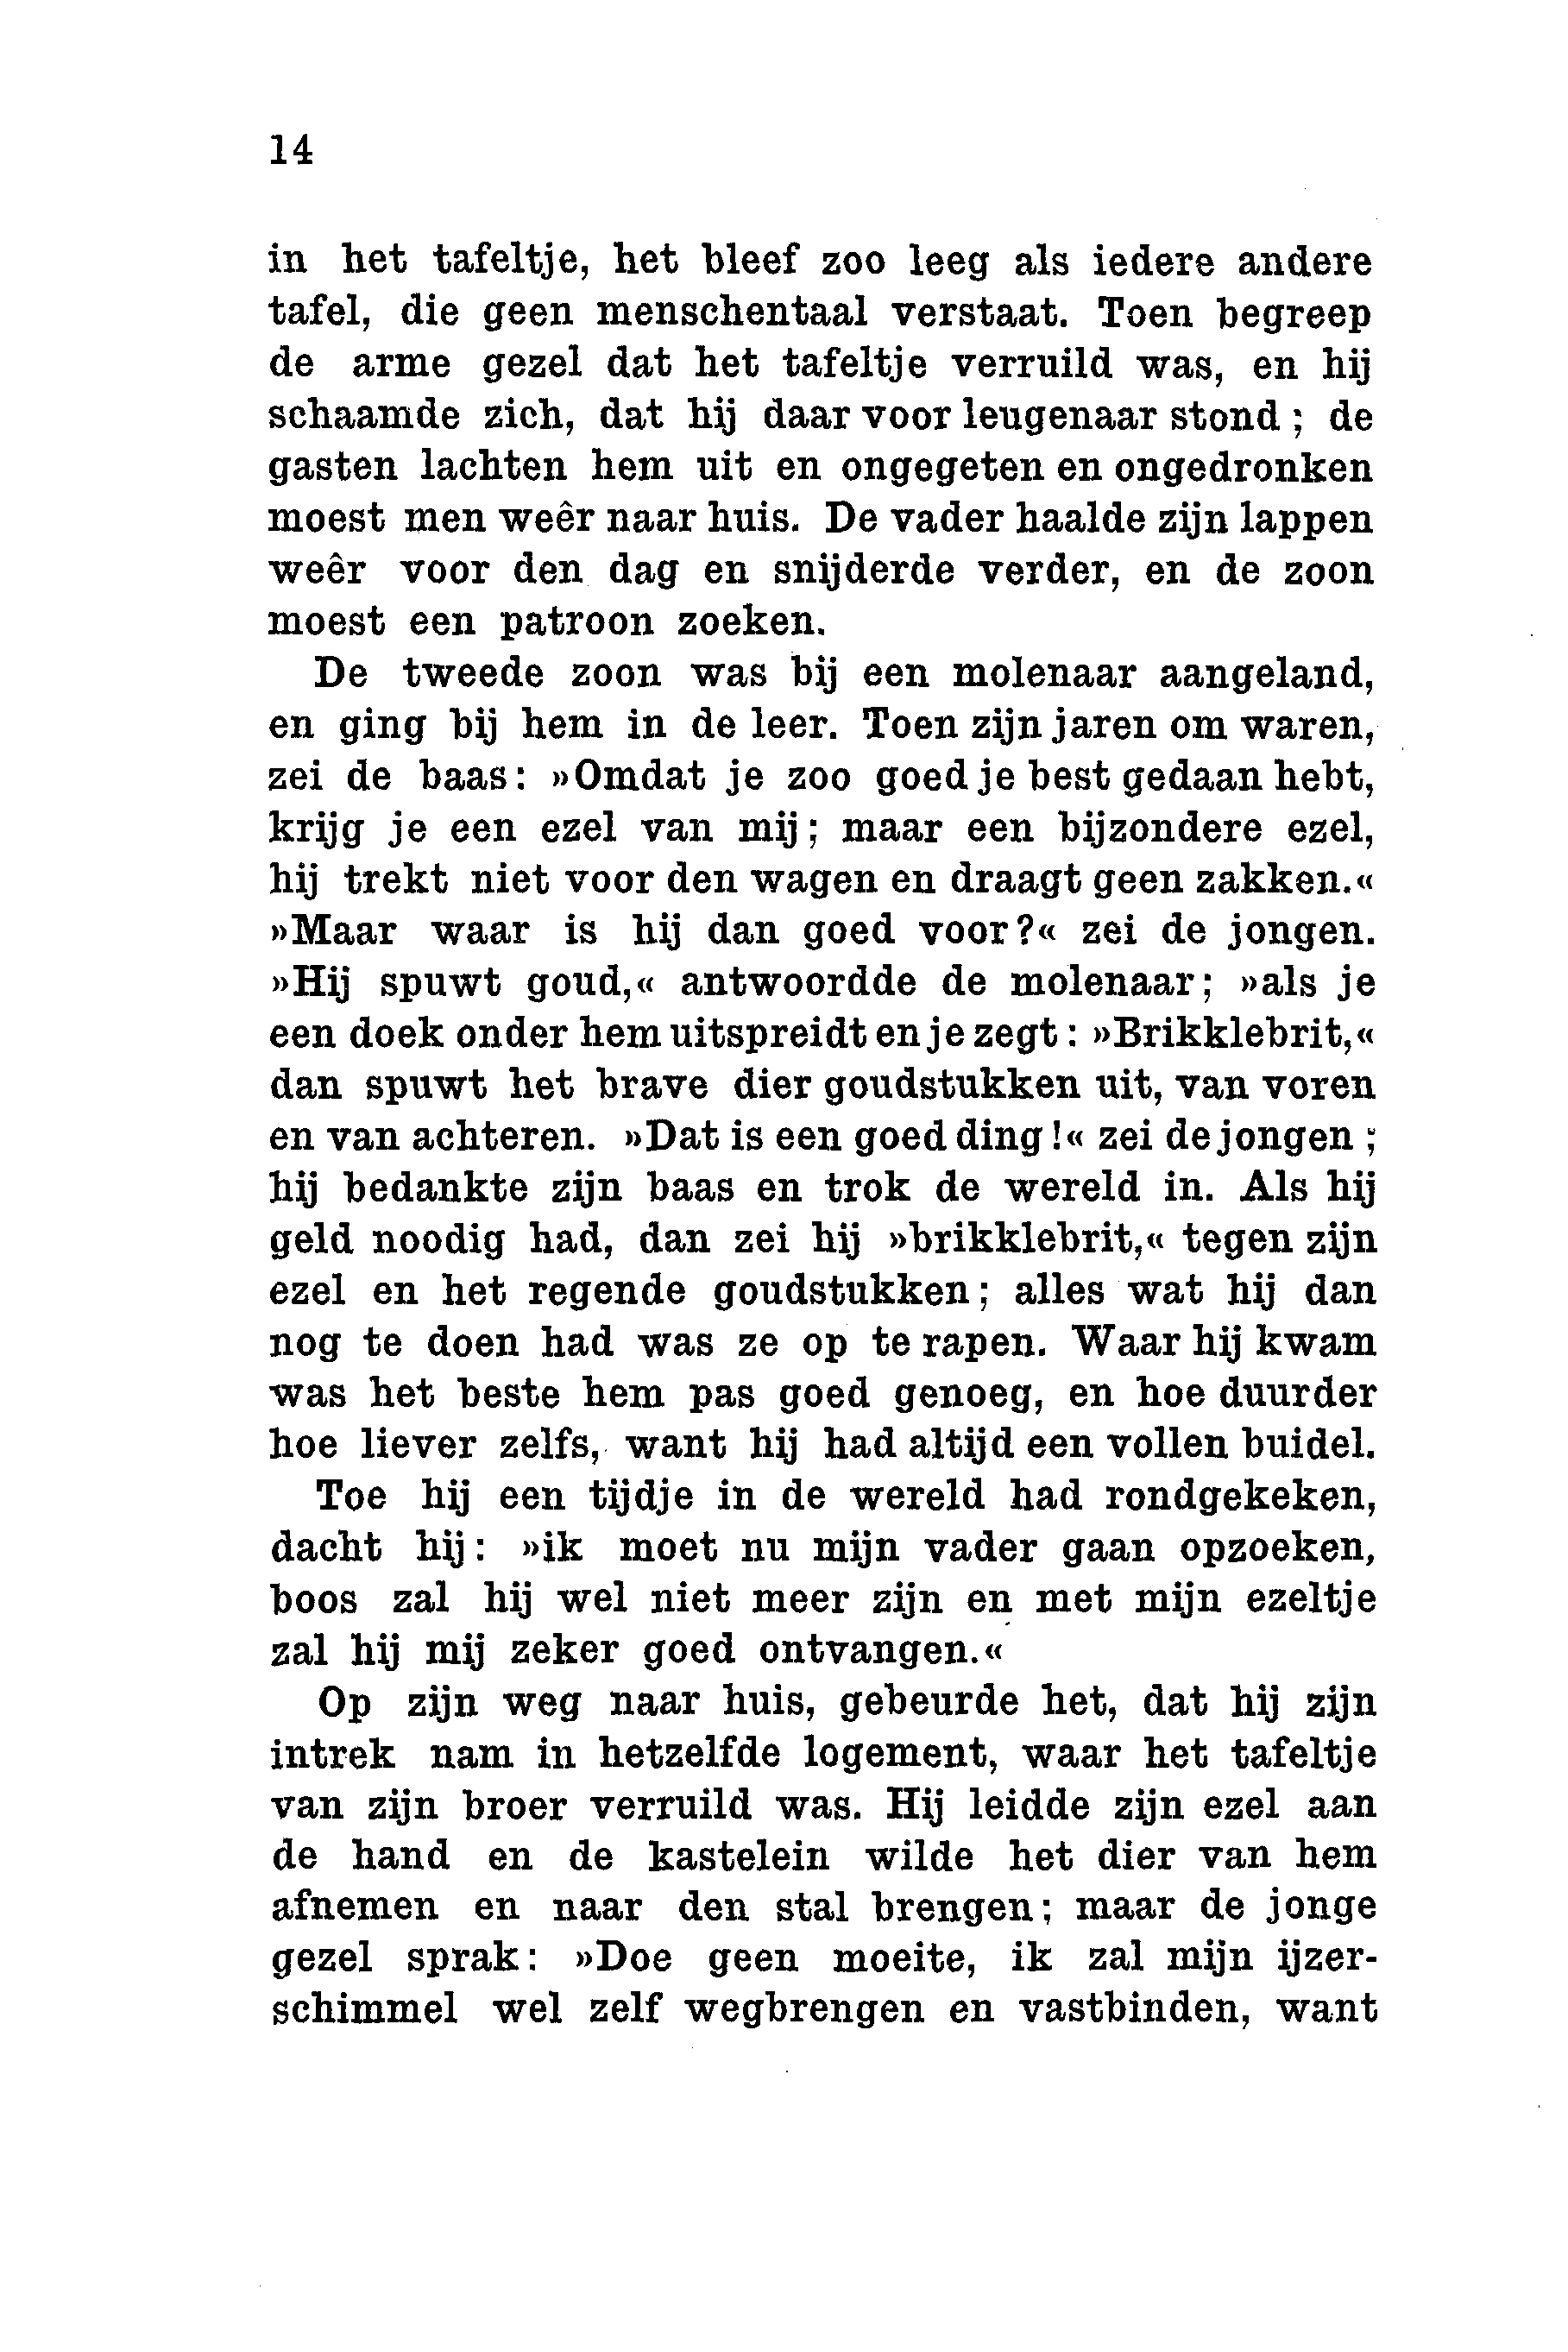 14
in het tafeltje, het bleef zoo leeg als iedere andere
tafel, die geen menschentaal verstaat. Toen begreep
de arme gezel dat het tafeltje verruild was, en hij
schaamde zich, dat hij daar voor leugenaar stond; de
gasten lachten hem uit en ongegeten en ongedronken
moest men weêr naar huis. De vader haalde zijn lappen
weêr voor den dag en snijderde verder, en de zoon
moest een patroon zoeken.
De tweede zoon was bij een molenaar aangeland,
en ging bij hem in de leer. Toen zijn jaren om waren,
zei de baas: »Omdat je zoo goed je best gedaan hebt,
krijg je een ezel van mij; maar een bijzondere ezel,
hij trekt niet voor den wagen en draagt geen zakken.«
»Maar waar is hij dan goed voor?« zei de jongen.
»Hij spuwt goud,« antwoordde de molenaar; »als je
een doek onder hem uitspreidt en je zegt: »Brikklebrit,«
dan spuwt het brave dier goudstukken uit, van voren
en van achteren. »Dat is een goed ding!« zei de jongen;
hij bedankte zijn baas en trok de wereld in. Als hij
geld noodig had, dan zei hij »brikklebrit,« tegen zijn
ezel en het regende goudstukken; alles wat hij dan
nog te doen had was ze op te rapen. Waar hij kwam
was het beste hem pas goed genoeg, en hoe duurder
hoe liever zelfs, want hij had altijd een vollen buidel.
Toe hij een tijdje in de wereld had rondgekeken,
dacht hij: »ik moet nu mijn vader gaan opzoeken,
boos zal hij wel niet meer zijn en met mijn ezeltje
zal hij mij zeker goed ontvangen.«
Op zijn weg naar huis, gebeurde het, dat hij zijn
intrek nam in hetzelfde logement, waar het tafeltje
van zijn broer verruild was. Hij leidde zijn ezel aan
de hand en de kastelein wilde het dier van hem
afnemen en naar den stal brengen; maar de jonge
gezel sprak: »Doe geen moeite, ik zal mijn ijzer-
schimmel wel zelf wegbrengen en vastbinden, want